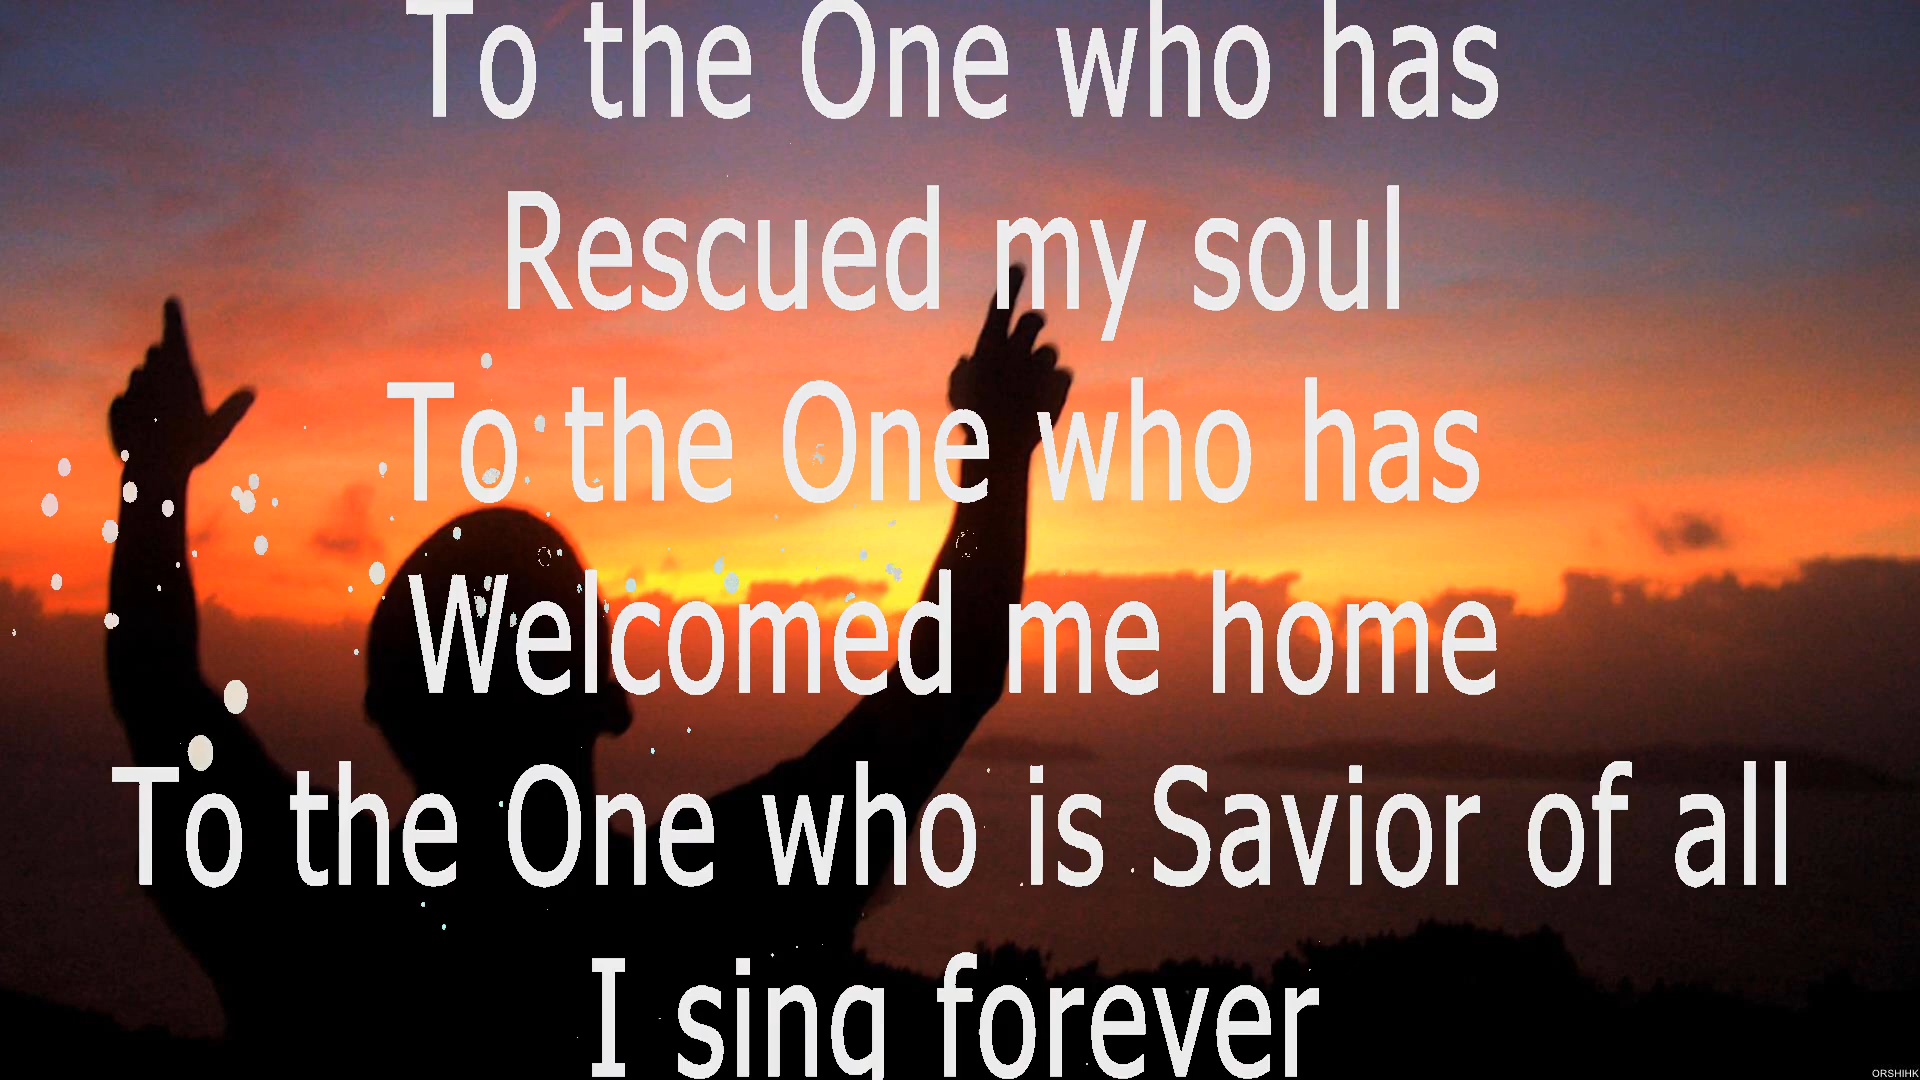 To the One who has
Rescued my soul
To the One who has
Welcomed me home
To the One who is Savior of all
I sing forever
ORSHIHK